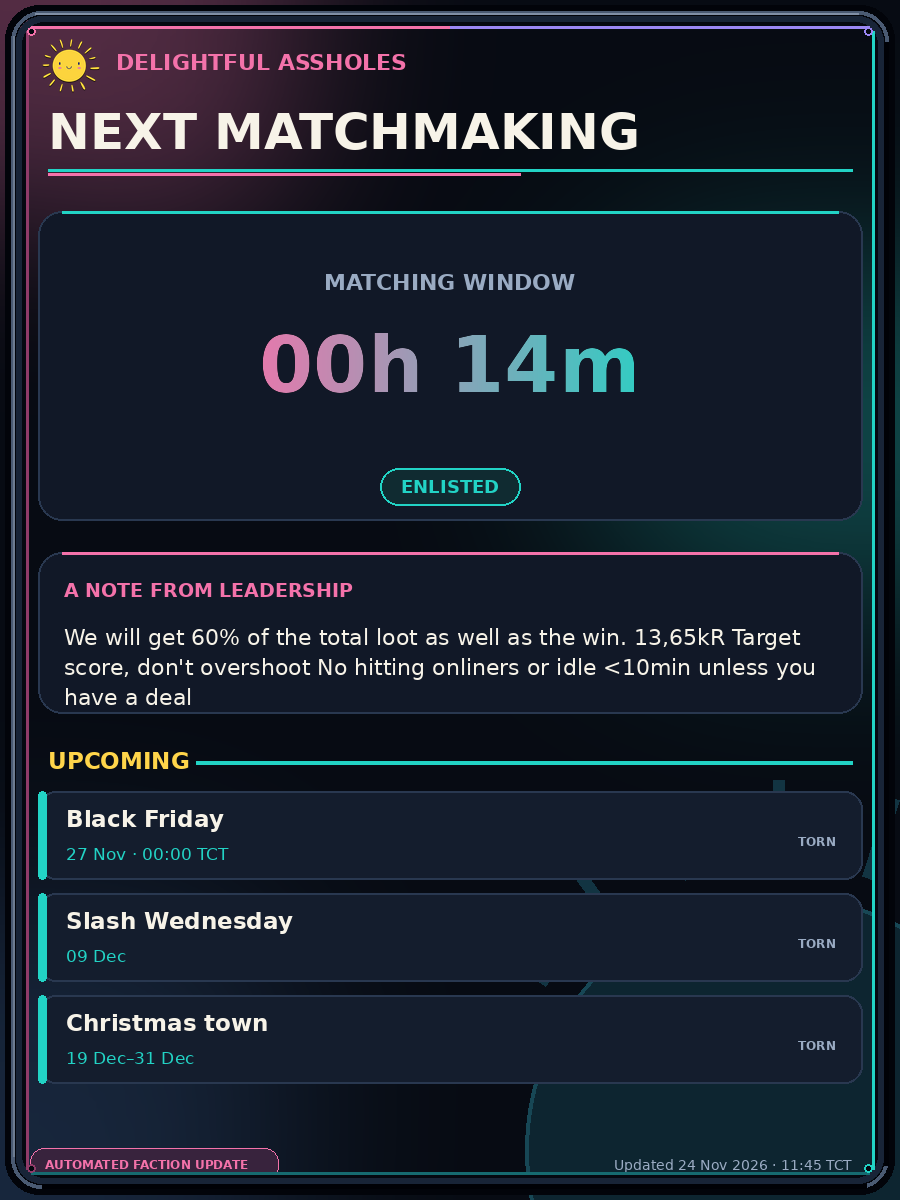 DELIGHTFUL ASSHOLES
NEXT MATCHMAKING
MATCHING WINDOW
00h 14m
ENLISTED
A NOTE FROM LEADERSHIP
We will get 60% of the total loot as well as the win. 13,65kR Target
score, don't overshoot No hitting onliners or idle <10min unless you
have a deal
UPCOMING
Black Friday
27 Nov · 00:00 TCT
TORN
Slash Wednesday
09 Dec
TORN
Christmas town
19 Dec–31 Dec
TORN
AUTOMATED FACTION UPDATE
Updated 24 Nov 2026 · 11:45 TCT